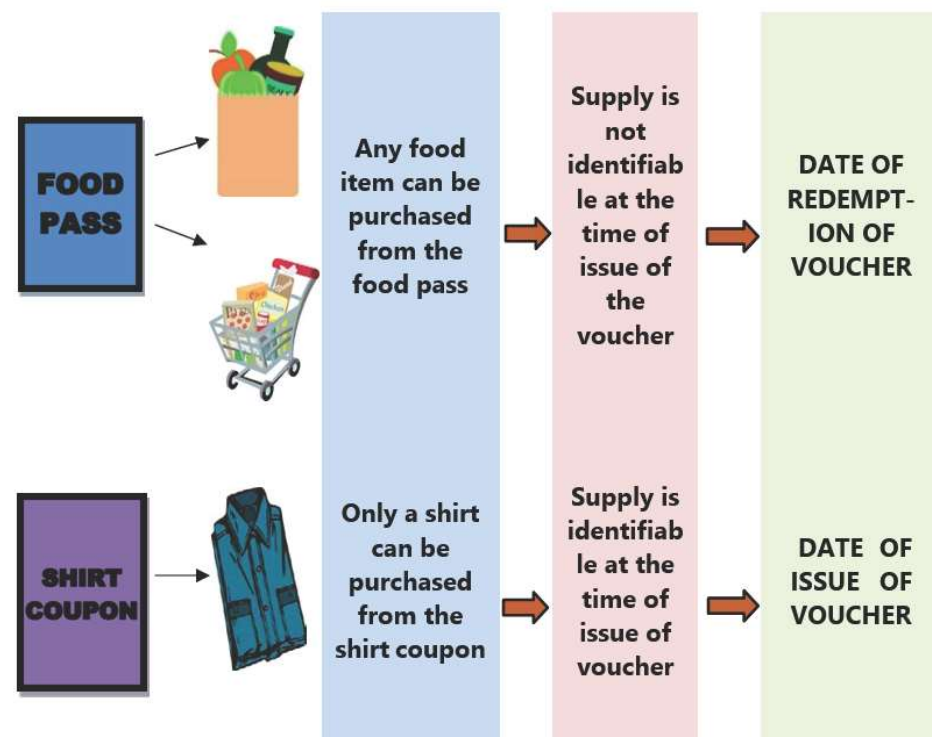 FOOD
PASS
Any food
item can be
purchased
from the
food pass
Supply is
not
identifiab
le at the
time of
issue of
the
voucher
DATE OF
REDEMPT-
ION OF
VOUCHER
SHIRT
COUPON
Only a shirt
can be
purchased
from the
shirt coupon
Supply is
identifiab
le at the
time of
issue of
voucher
DATE OF
ISSUE OF
VOUCHER